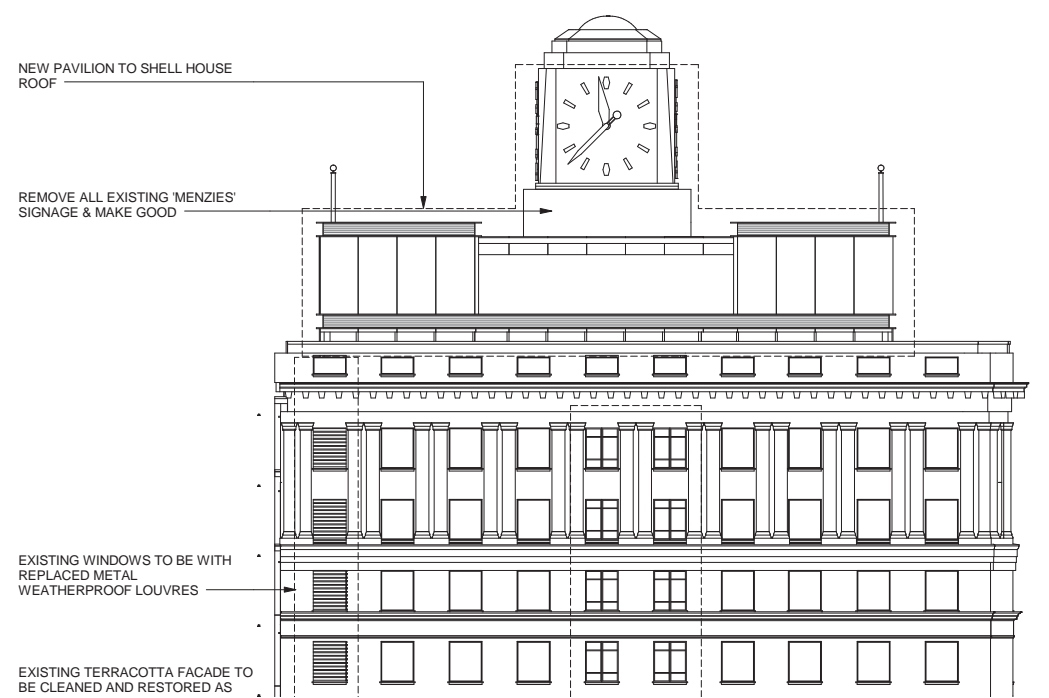 NEW PAVILION TO SHELL HOUSE
ROOF
REMOVE ALL EXISTING 'MENZIES'
SIGNAGE & MAKE GOOD
EXISTING WINDOWS TO BE WITH
REPLACED METAL
WEATHERPROOF LOUVRES
EXISTING TERRACOTTA FACADE TO
BE CLEANED AND RESTORED AS